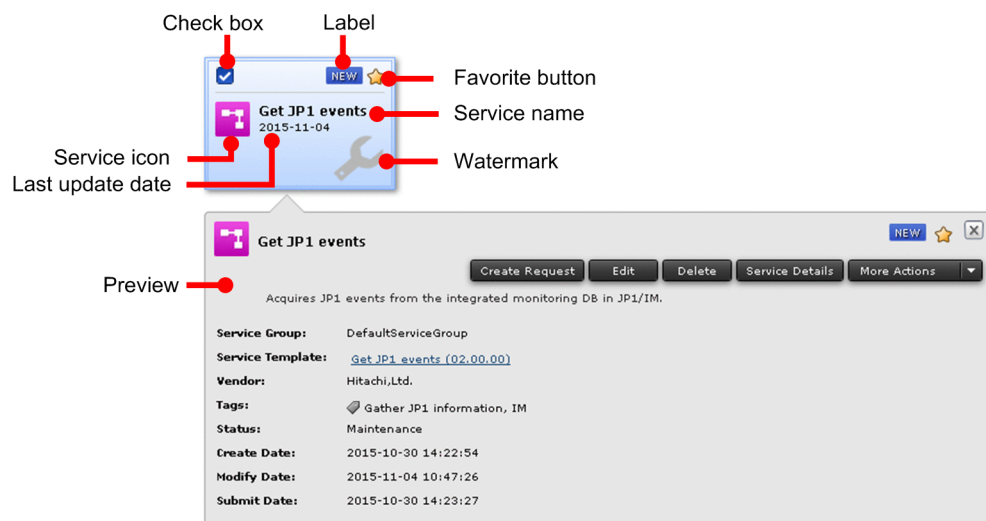 Check box Label
NEW
Favorite button
Get JP1 events
Service name
2015-11-04
Service icon
Watermark
Last update date
Get JP1 events
NEW
Create Request Edit Delete Service Details More Actions
Preview
Acquires JP1 events from the integrated monitoring DB in JP1/IM.
Service Group: DefaultServiceGroup
Service Template: Get JP1 events (02.00.00)
Vendor: Hitachi,Ltd.
Tags: Gather JP1 information, IM
Status: Maintenance
Create Date: 2015-10-30 14:22:54
Modify Date: 2015-11-04 10:47:26
Submit Date: 2015-10-30 14:23:27